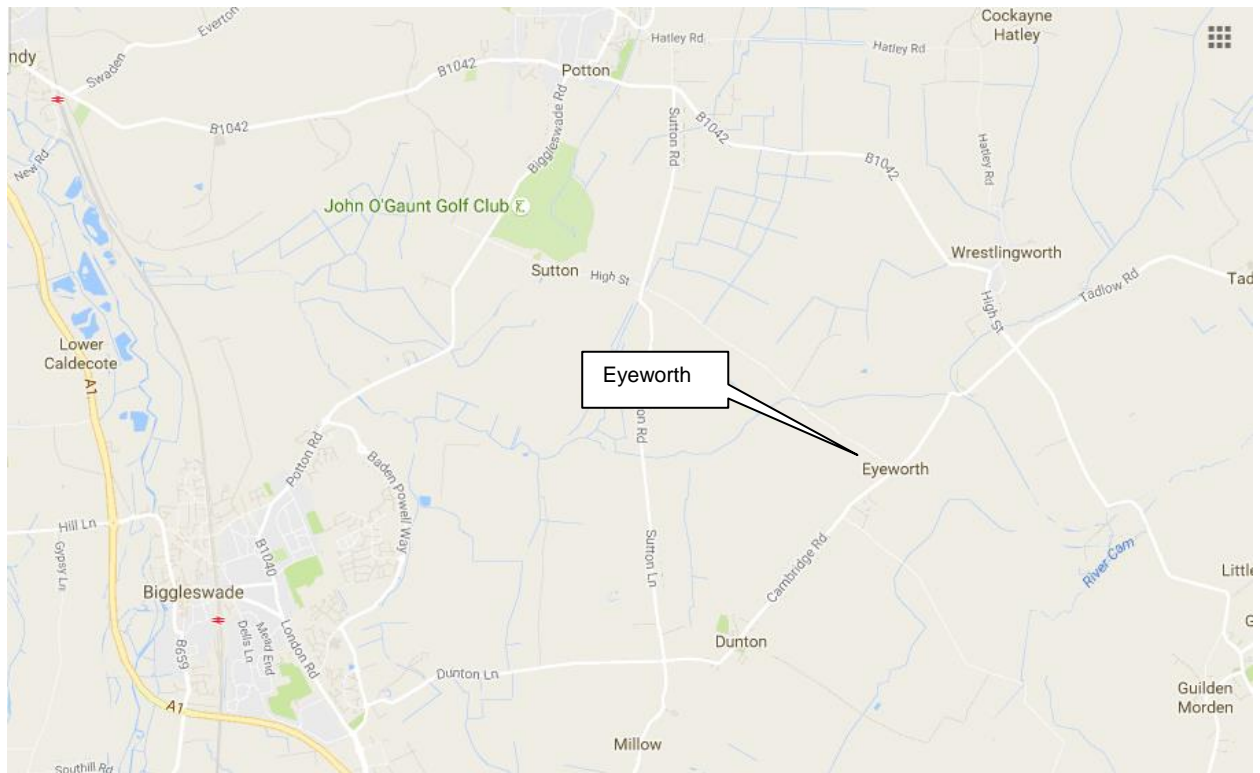 Cockayne
Hatley
Everton
Hatley Rd
Hatley Rd
ndy
Swaden
B1042
Potton
B1042
Biggleswade Rd
Sutton Rd
B1042
B1042
Hatley Rd
New Rd
John O'Gaunt Golf Club
Wrestlingworth
Sutton
High St
Tadlow Rd
Tad
High St
Lower
Caldecote
A1
Eyeworth
on Rd
Potton Rd
Baden Powell Way
Eyeworth
Hill Ln
Gypsy Ln
B1040
Sutton Ln
Cambridge Rd
River Cam
Little
Biggleswade
G
Dells Ln
Mead End
London Rd
B659
Dunton
Dunton Ln
Guilden
Morden
A1
Millow
Southill Rd